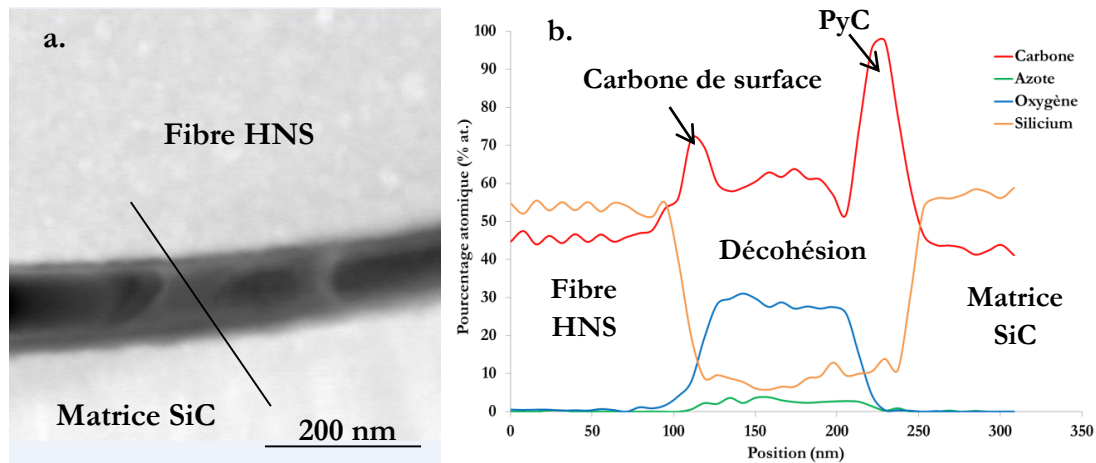 a.
Fibre HNS
Matrice SiC
200 nm
b.
PyC
Carbone de surface
Carbone
Azote
Oxygène
Silicium
Décohésion
Fibre
HNS
Matrice
SiC
Pourcentage atomique (% at.)
100
90
80
70
60
50
40
30
20
10
0
0
50
100
150
200
250
300
350
Position (nm)